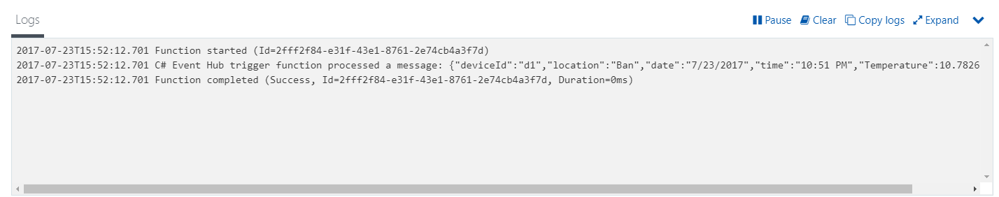 Logs
Pause Clear Copy logs Expand
2017-07-23T15:52:12.701 Function started (Id=2fff2f84-e31f-43e1-8761-2e74cb4a3f7d)
2017-07-23T15:52:12.701 C# Event Hub trigger function processed a message: {"deviceId":"d1","location":"Ban","date":"7/23/2017","time":"10:51 PM","Temperature":10.7826
2017-07-23T15:52:12.701 Function completed (Success, Id=2fff2f84-e31f-43e1-8761-2e74cb4a3f7d, Duration=0ms)